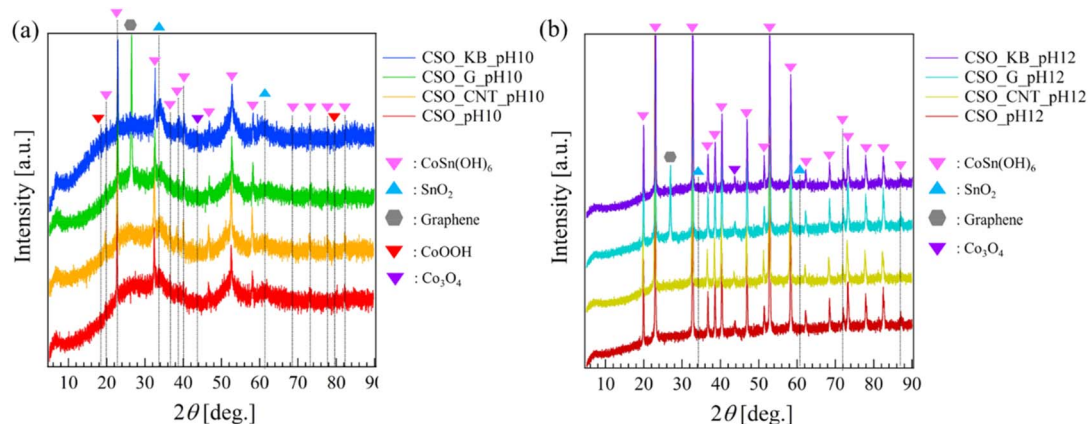 (a)
Intensity [a.u.]
10 20 30 40 50 60 70 80 90
2θ [deg.]
CSO_KB_pH10
CSO_G_pH10
CSO_CNT_pH10
CSO_pH10
: CoSn(OH)₆
: SnO₂
: Graphene
: CoOOH
: Co₃O₄
(b)
Intensity [a.u.]
10 20 30 40 50 60 70 80 90
2θ [deg.]
CSO_KB_pH12
CSO_G_pH12
CSO_CNT_pH12
CSO_pH12
: CoSn(OH)₆
: SnO₂
: Graphene
: Co₃O₄